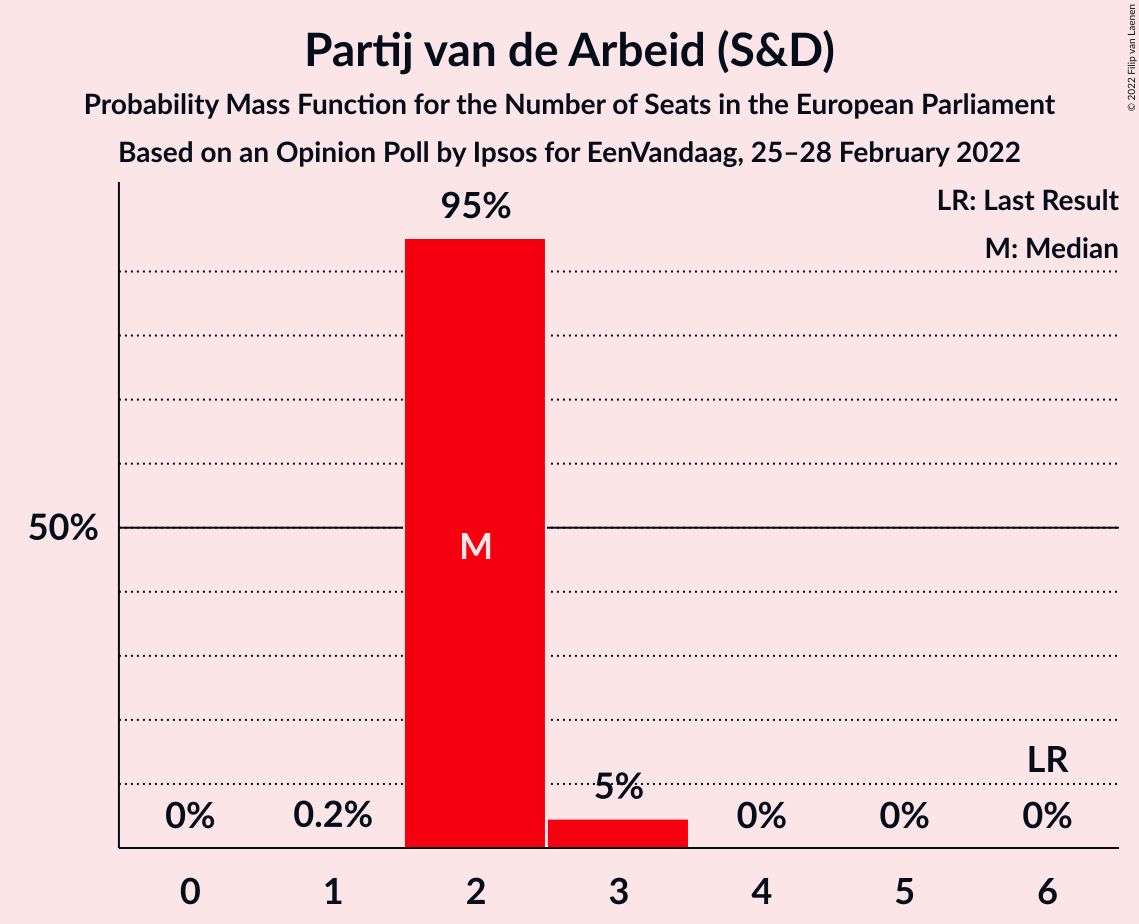 Partij van de Arbeid (S&D)
Probability Mass Function for the Number of Seats in the European Parliament
Based on an Opinion Poll by Ipsos for EenVandaag, 25–28 February 2022
© 2022 Filip van Laenen
LR: Last Result
M: Median
95%
50%
M
LR
0% 0.2% 5% 0% 0% 0%
0 1 2 3 4 5 6